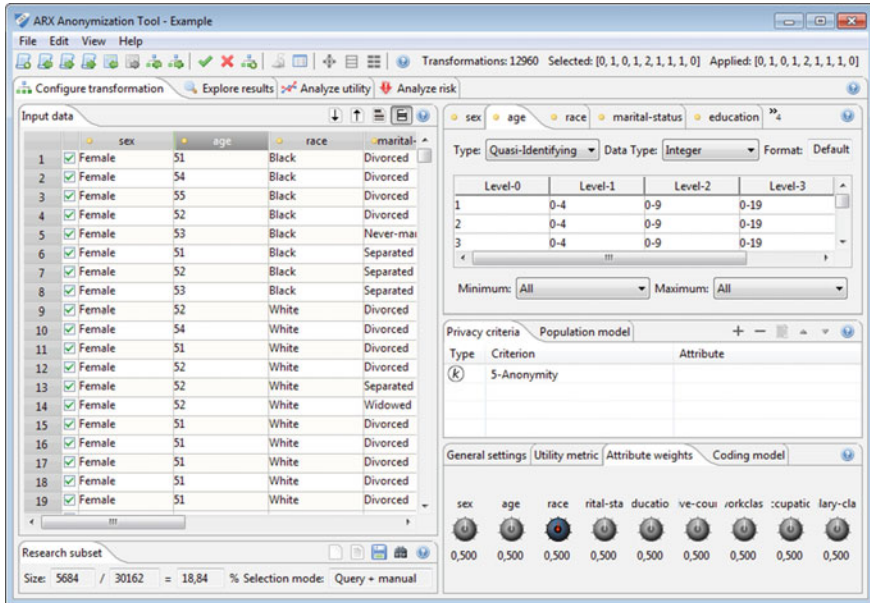 ARX Anonymization Tool - Example
File Edit View Help
Transformations: 12960 Selected: [0, 1, 0, 1, 2, 1, 1, 1, 0] Applied: [0, 1, 0, 1, 2, 1, 1, 1, 0]
Configure transformation Explore results Analyze utility Analyze risk
Input data
sex age race marital-
1 Female 51 Black Divorced
2 Female 54 Black Divorced
3 Female 55 Black Divorced
4 Female 52 Black Divorced
5 Female 53 Black Never-mar
6 Female 51 Black Separated
7 Female 52 Black Separated
8 Female 53 Black Separated
9 Female 52 White Divorced
10 Female 54 White Divorced
11 Female 51 White Divorced
12 Female 52 White Divorced
13 Female 52 White Separated
14 Female 52 White Widowed
15 Female 51 White Divorced
16 Female 51 White Divorced
17 Female 51 White Divorced
18 Female 51 White Divorced
19 Female 51 White Divorced
Research subset
Size: 5684 / 30162 = 18,84 % Selection mode: Query + manual
sex age race marital-status education »4
Type: Quasi-Identifying Data Type: Integer Format: Default
Level-0 Level-1 Level-2 Level-3
1 0-4 0-9 0-19
2 0-4 0-9 0-19
3 0-4 0-9 0-19
Minimum: All Maximum: All
Privacy criteria Population model
Type Criterion Attribute
k 5-Anonymity
General settings Utility metric Attribute weights Coding model
sex age race rital-sta ducatio ive-coui workclas :cupatic lary-cla
0,500 0,500 0,500 0,500 0,500 0,500 0,500 0,500 0,500